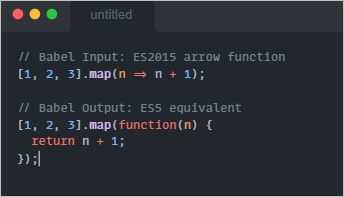 untitled
// Babel Input: ES2015 arrow function
[1, 2, 3].map(n => n + 1);
// Babel Output: ES5 equivalent
[1, 2, 3].map(function(n) {
  return n + 1;
});